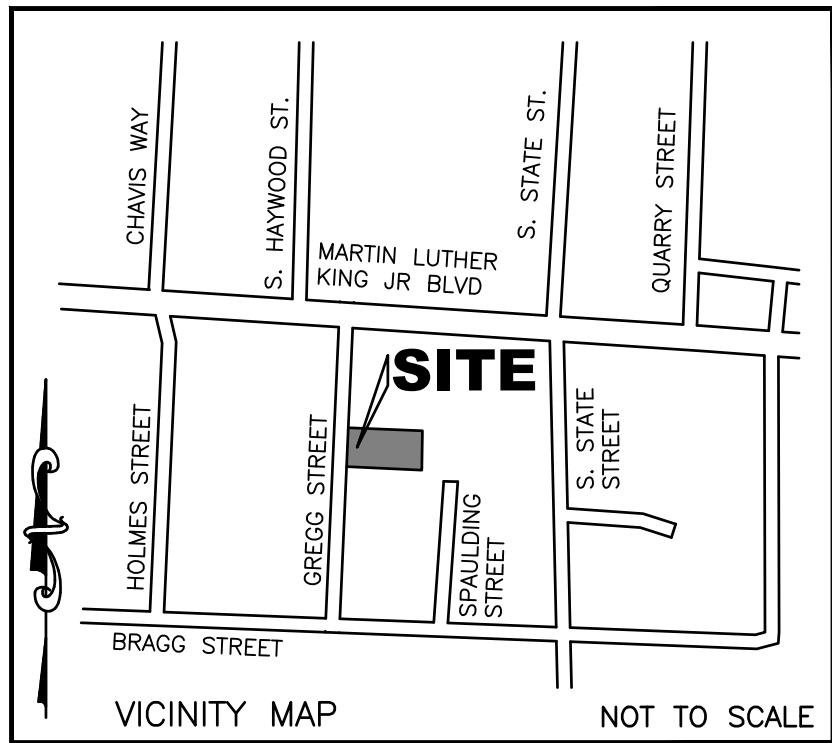 CHAVIS WAY
S. HAYWOOD ST.
S. STATE ST.
QUARRY STREET
MARTIN LUTHER
KING JR BLVD
SITE
HOLMES STREET
GREGG STREET
S. STATE
STREET
SPAULDING
STREET
BRAGG STREET
VICINITY MAP
NOT TO SCALE